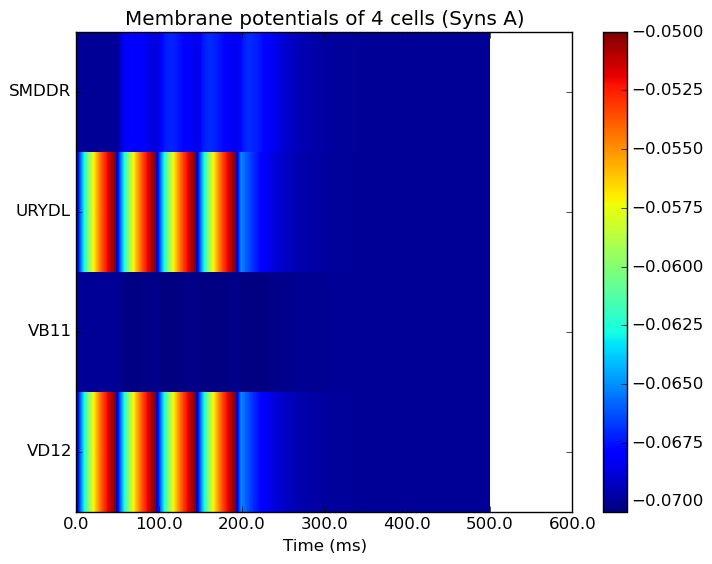 Membrane potentials of 4 cells (Syns A)
SMDDR
URYDL
VB11
VD12
0.0 100.0 200.0 300.0 400.0 500.0 600.0
Time (ms)
−0.0500
−0.0525
−0.0550
−0.0575
−0.0600
−0.0625
−0.0650
−0.0675
−0.0700